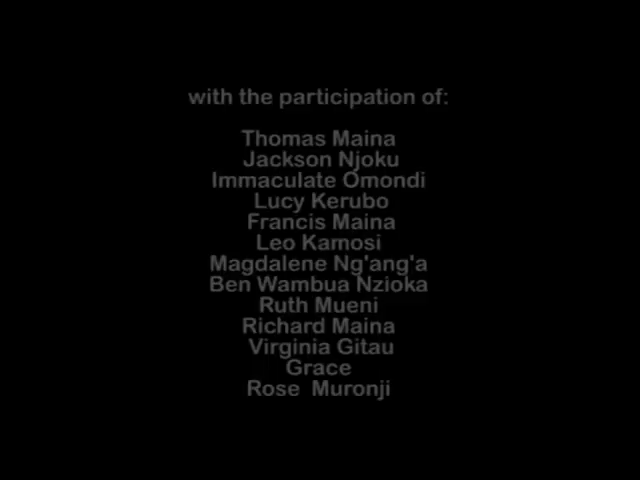 with the participation of:
Thomas Maina
Jackson Njoku
Immaculate Omondi
Lucy Kerubo
Francis Maina
Leo Kamosi
Magdalene Ng'ang'a
Ben Wambua Nzioka
Ruth Mueni
Richard Maina
Virginia Gitau
Grace
Rose  Muronji